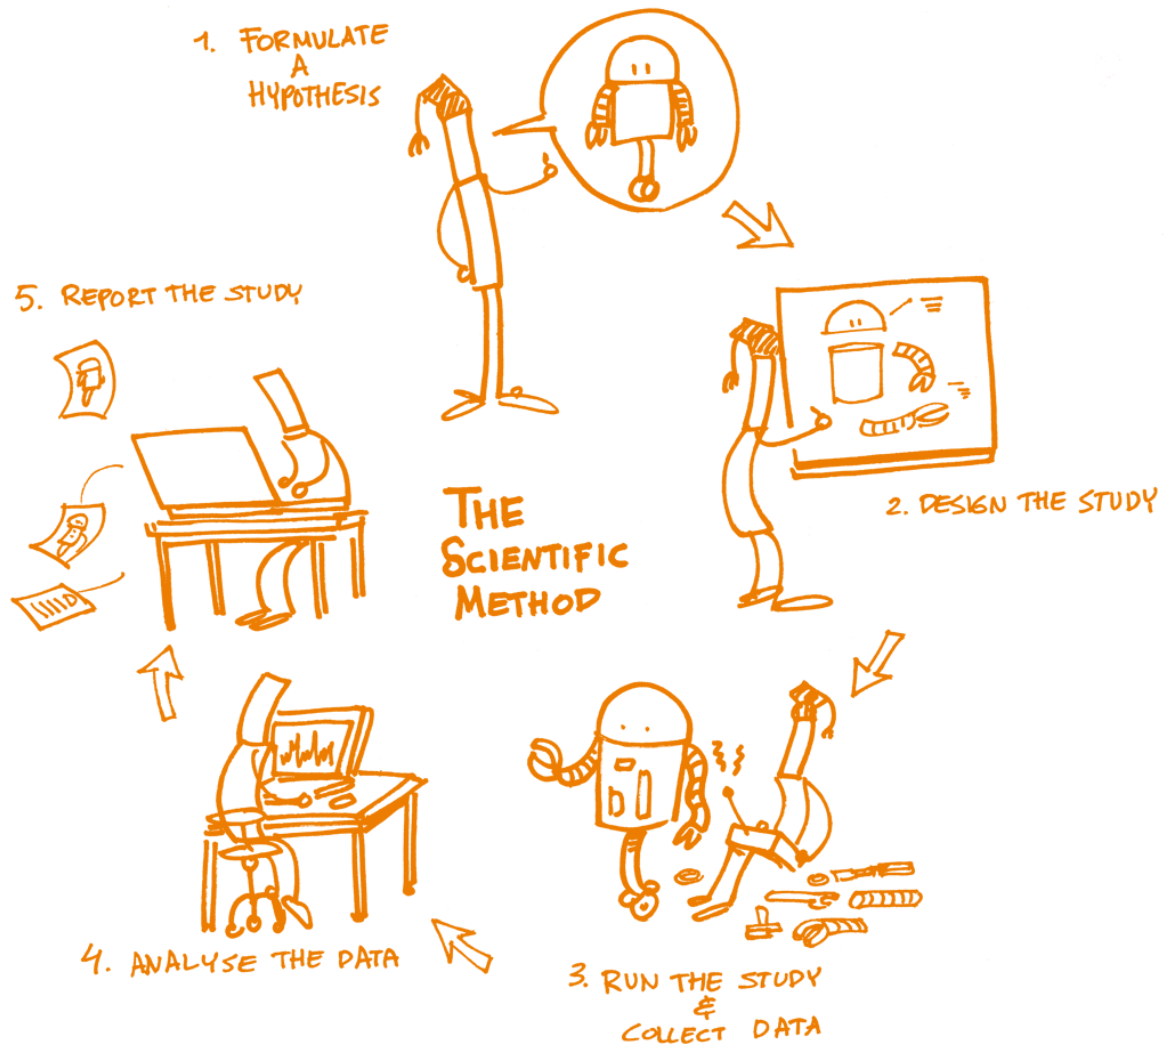 1. FORMULATE
A
HYPOTHESIS
5. REPORT THE STUDY
2. DESIGN THE STUDY
THE
SCIENTIFIC
METHOD
4. ANALYSE THE DATA
3. RUN THE STUDY
&
COLLECT DATA